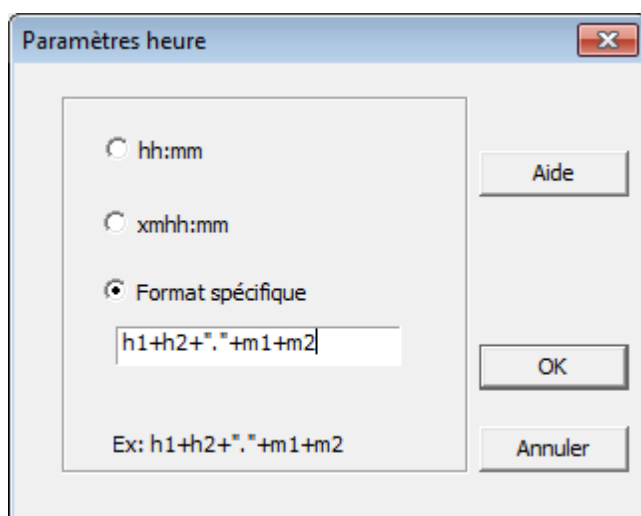 Paramètres heure
hh:mm
Aide
xmhh:mm
Format spécifique
h1+h2+"."+m1+m2
OK
Ex: h1+h2+"."+m1+m2
Annuler